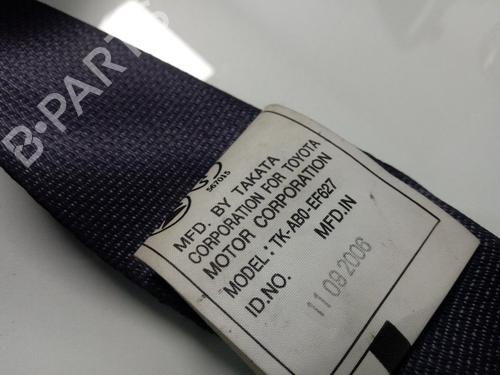 B-PARTS
567015
MFD. BY TAKATA
CORPORATION FOR TOYOTA
MOTOR CORPORATION
MODEL: TK-AB0-EF627
ID.NO. MFD.IN
11 09 2006